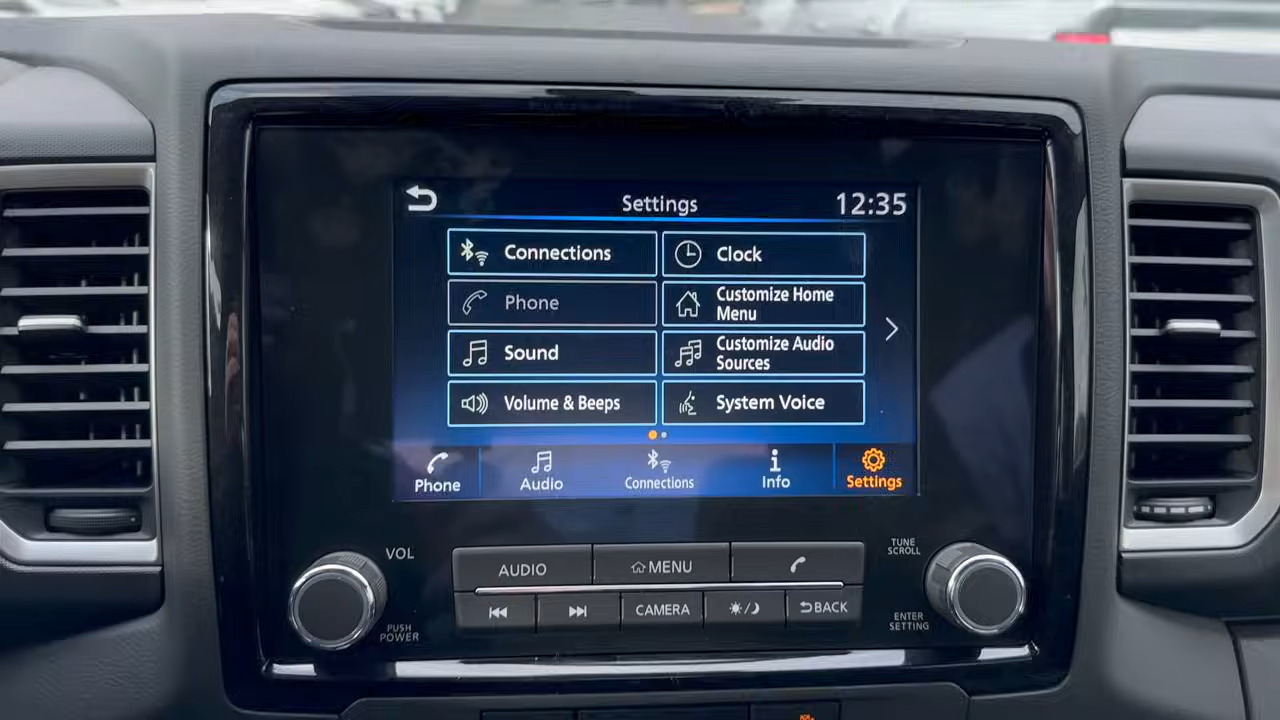 Settings
12:35
Connections
Clock
Phone
Customize Home
Menu
Sound
Customize Audio
Sources
Volume & Beeps
System Voice
Phone
Audio
Connections
Info
Settings
VOL
PUSH
POWER
AUDIO
MENU
CAMERA
BACK
TUNE
SCROLL
ENTER
SETTING